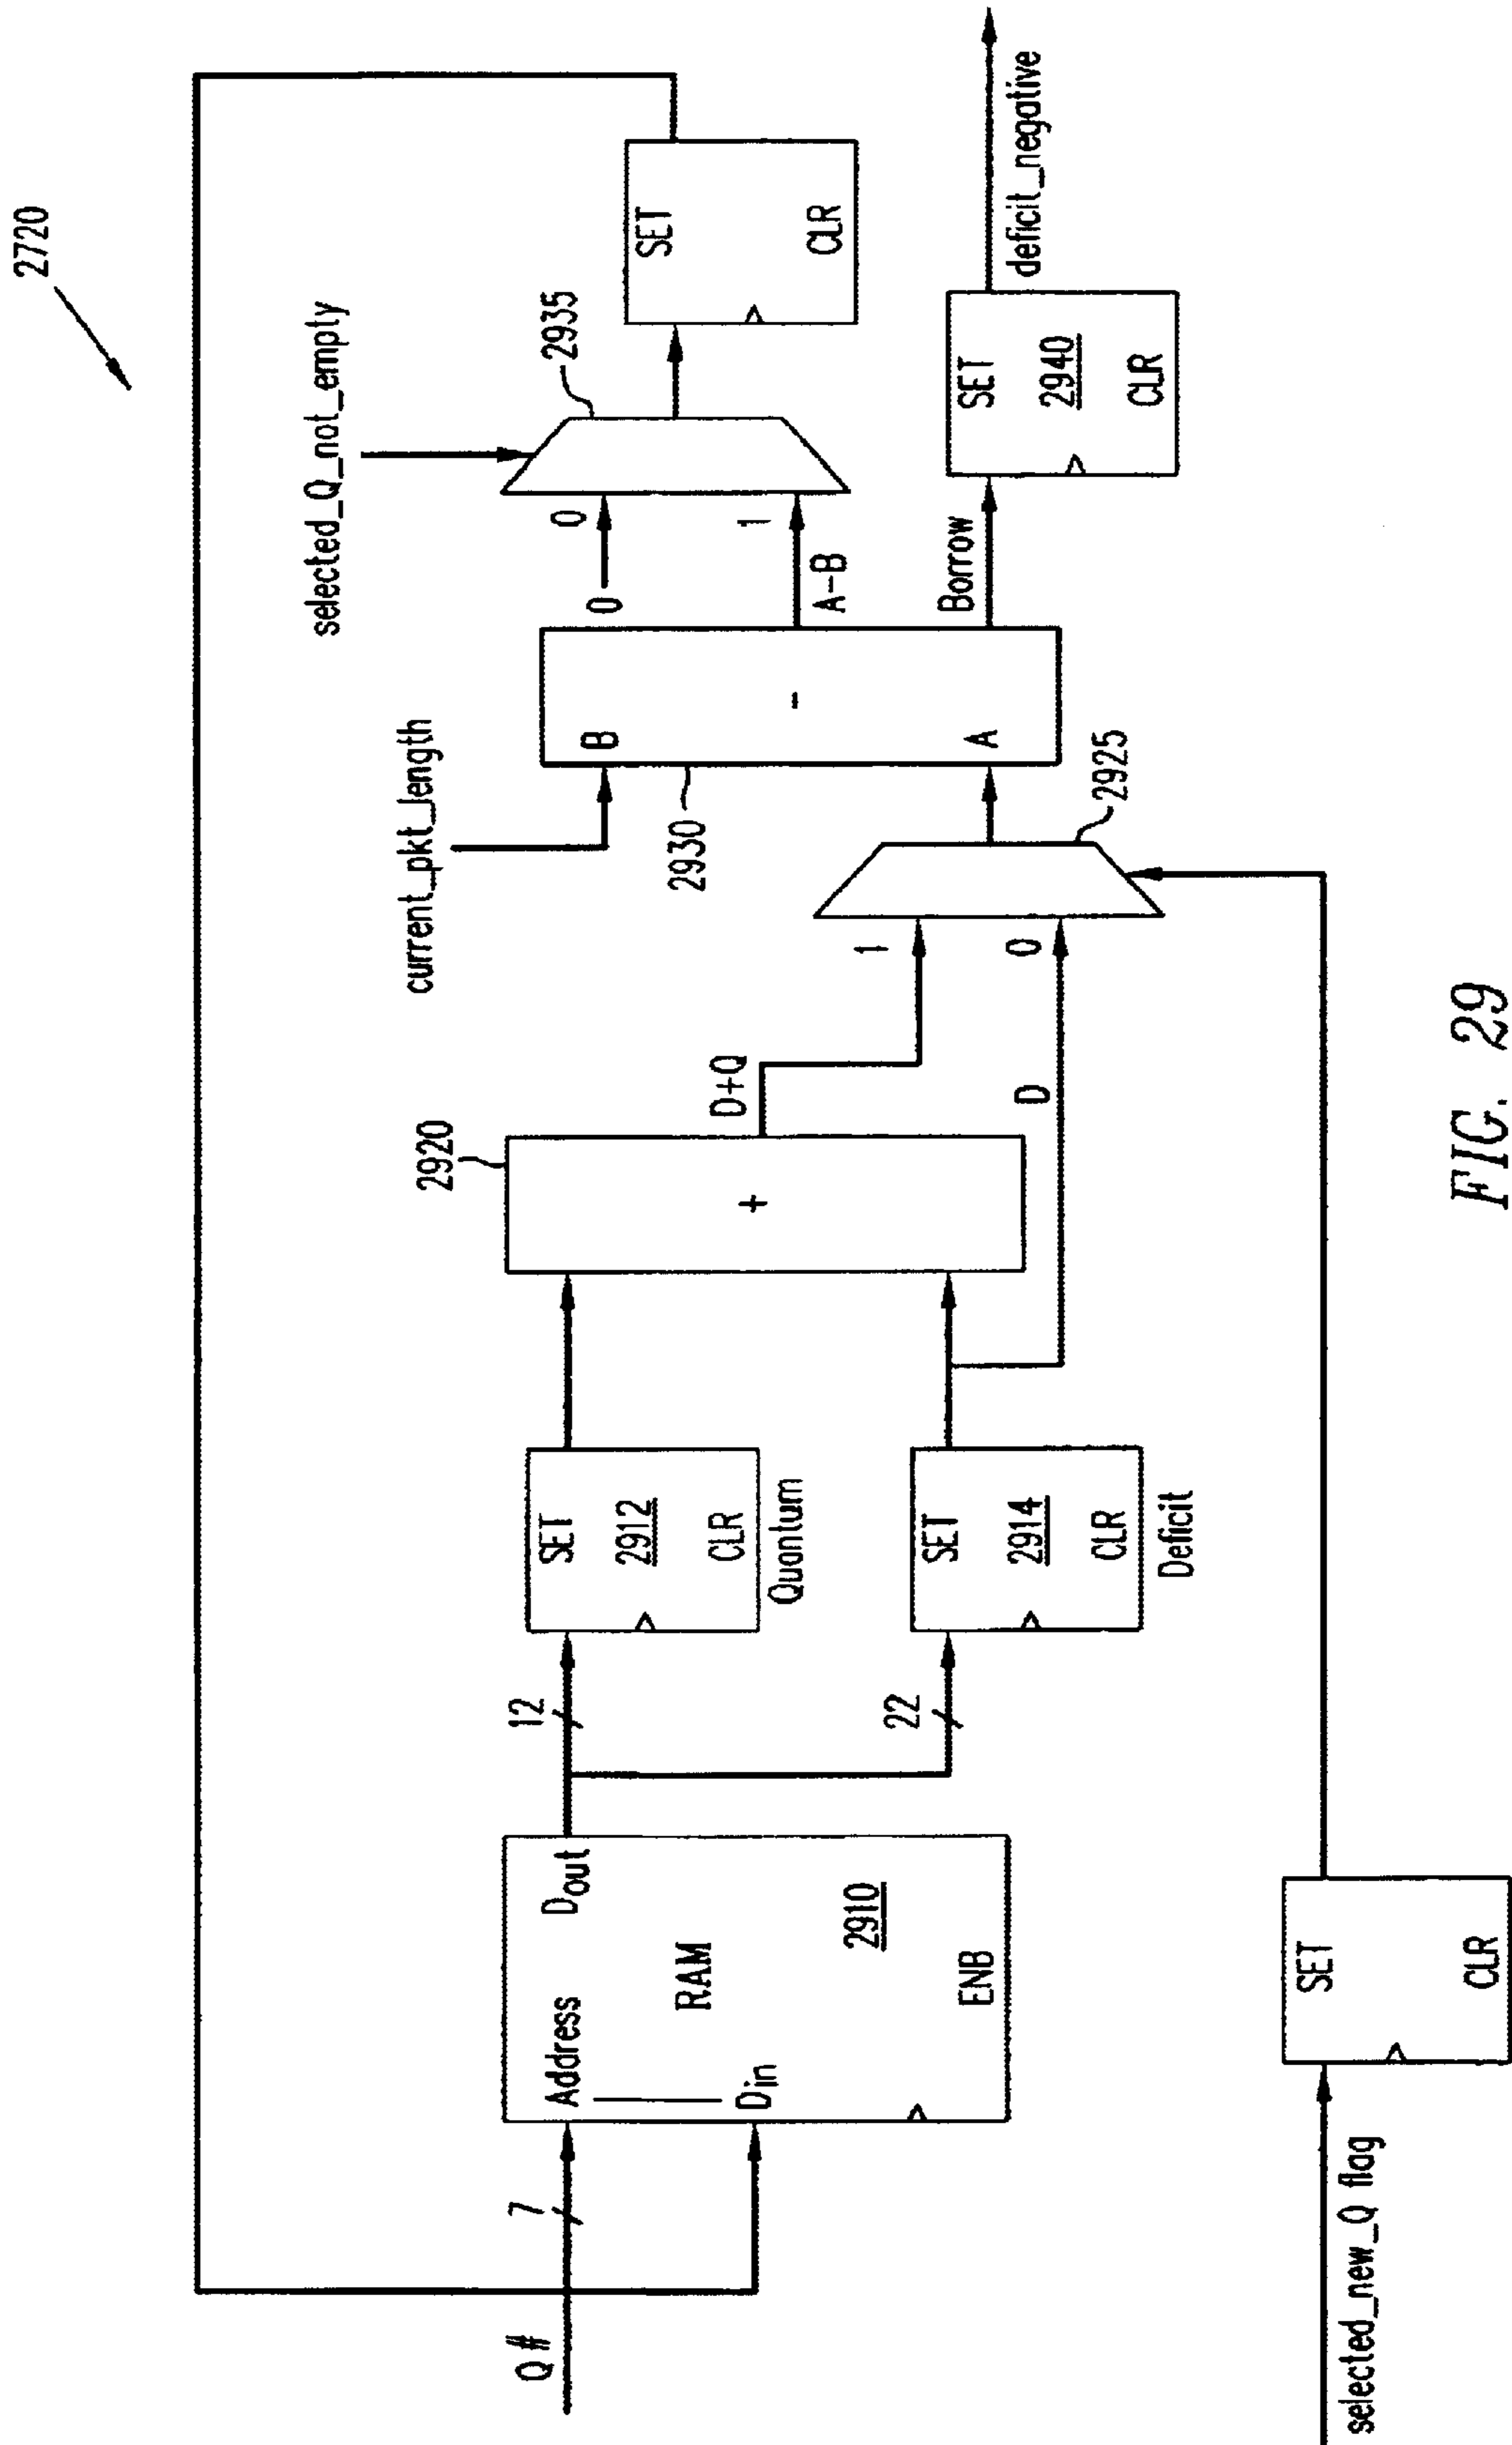 2720
selected_Q_not_empty
2935
SET
CLR
current_pkt_length
0
0
1
A-B
B
-
A
2930
Borrow
SET
2940
CLR
deficit_negative
2925
2920
D+Q
+
1
0
D
SET
2912
CLR
Quantum
SET
2914
CLR
Deficit
12
22
Q#
7
Address
Dout
RAM
Din
2910
ENB
selected_new_Q flag
SET
CLR
FIG. 29